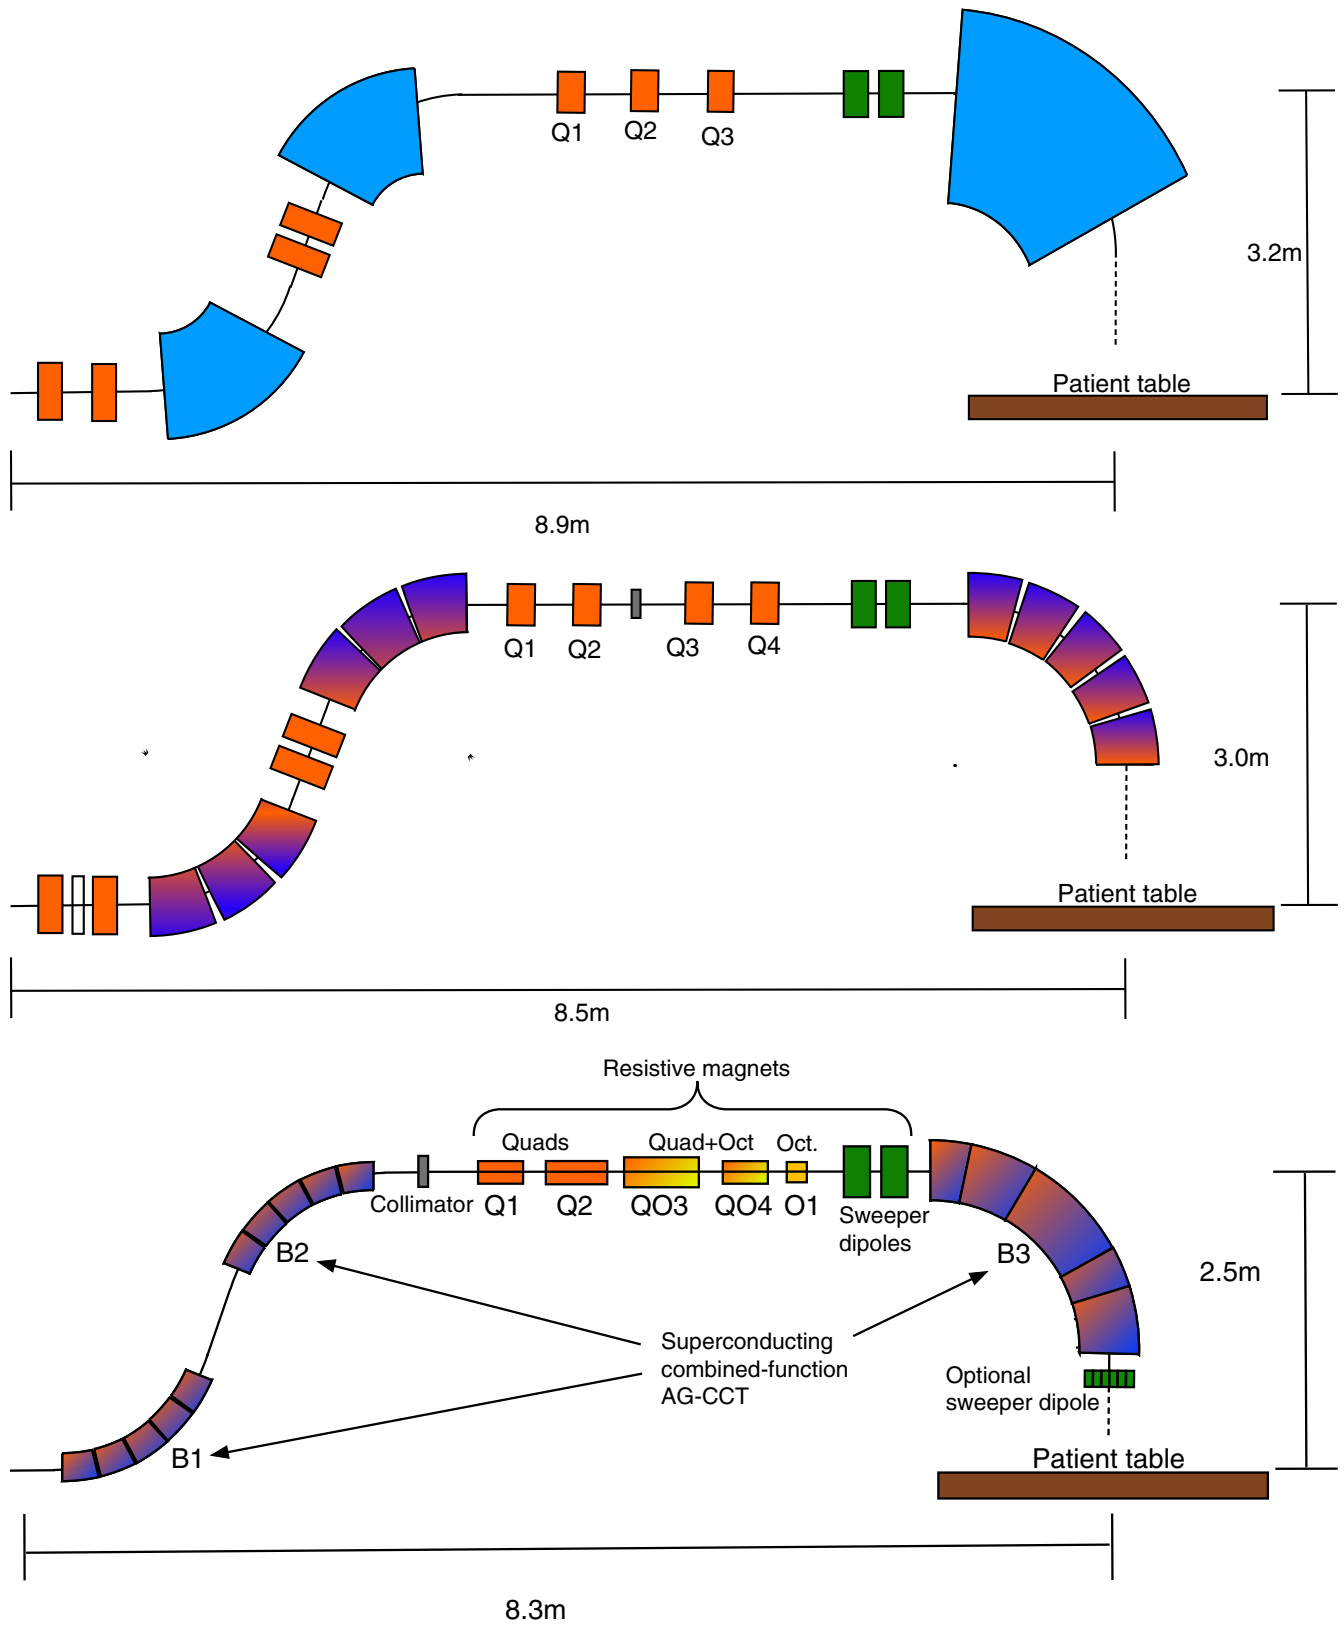 Q1
Q2
Q3
3.2m
Patient table
8.9m
Q1
Q2
Q3
Q4
3.0m
Patient table
8.5m
Resistive magnets
Quads
Quad+Oct
Oct.
Collimator
Q1
Q2
QO3
QO4
O1
Sweeper
dipoles
B2
B3
2.5m
Superconducting
combined-function
AG-CCT
Optional
sweeper dipole
B1
Patient table
8.3m